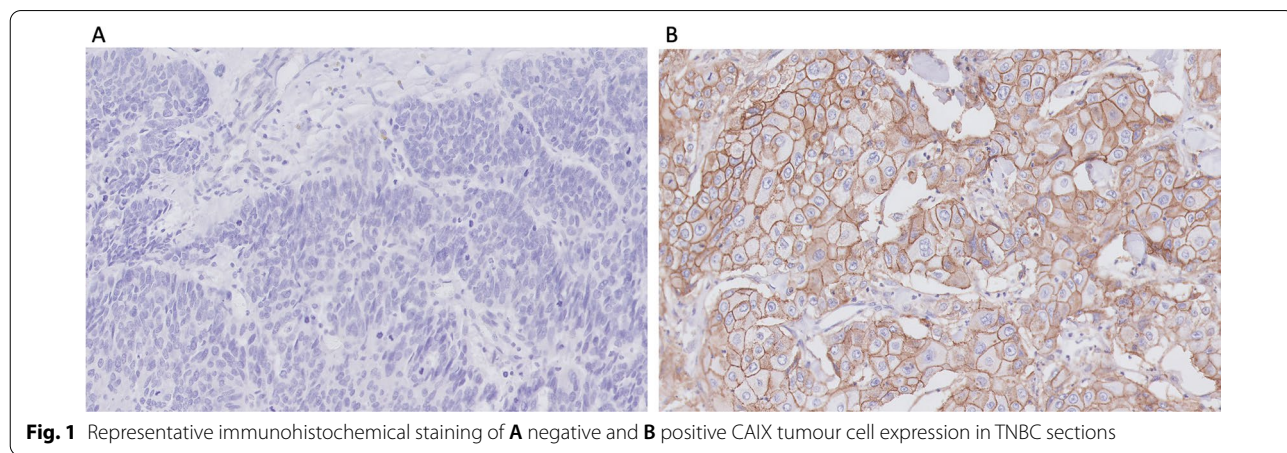 A
B
Fig. 1 Representative immunohistochemical staining of A negative and B positive CAIX tumour cell expression in TNBC sections